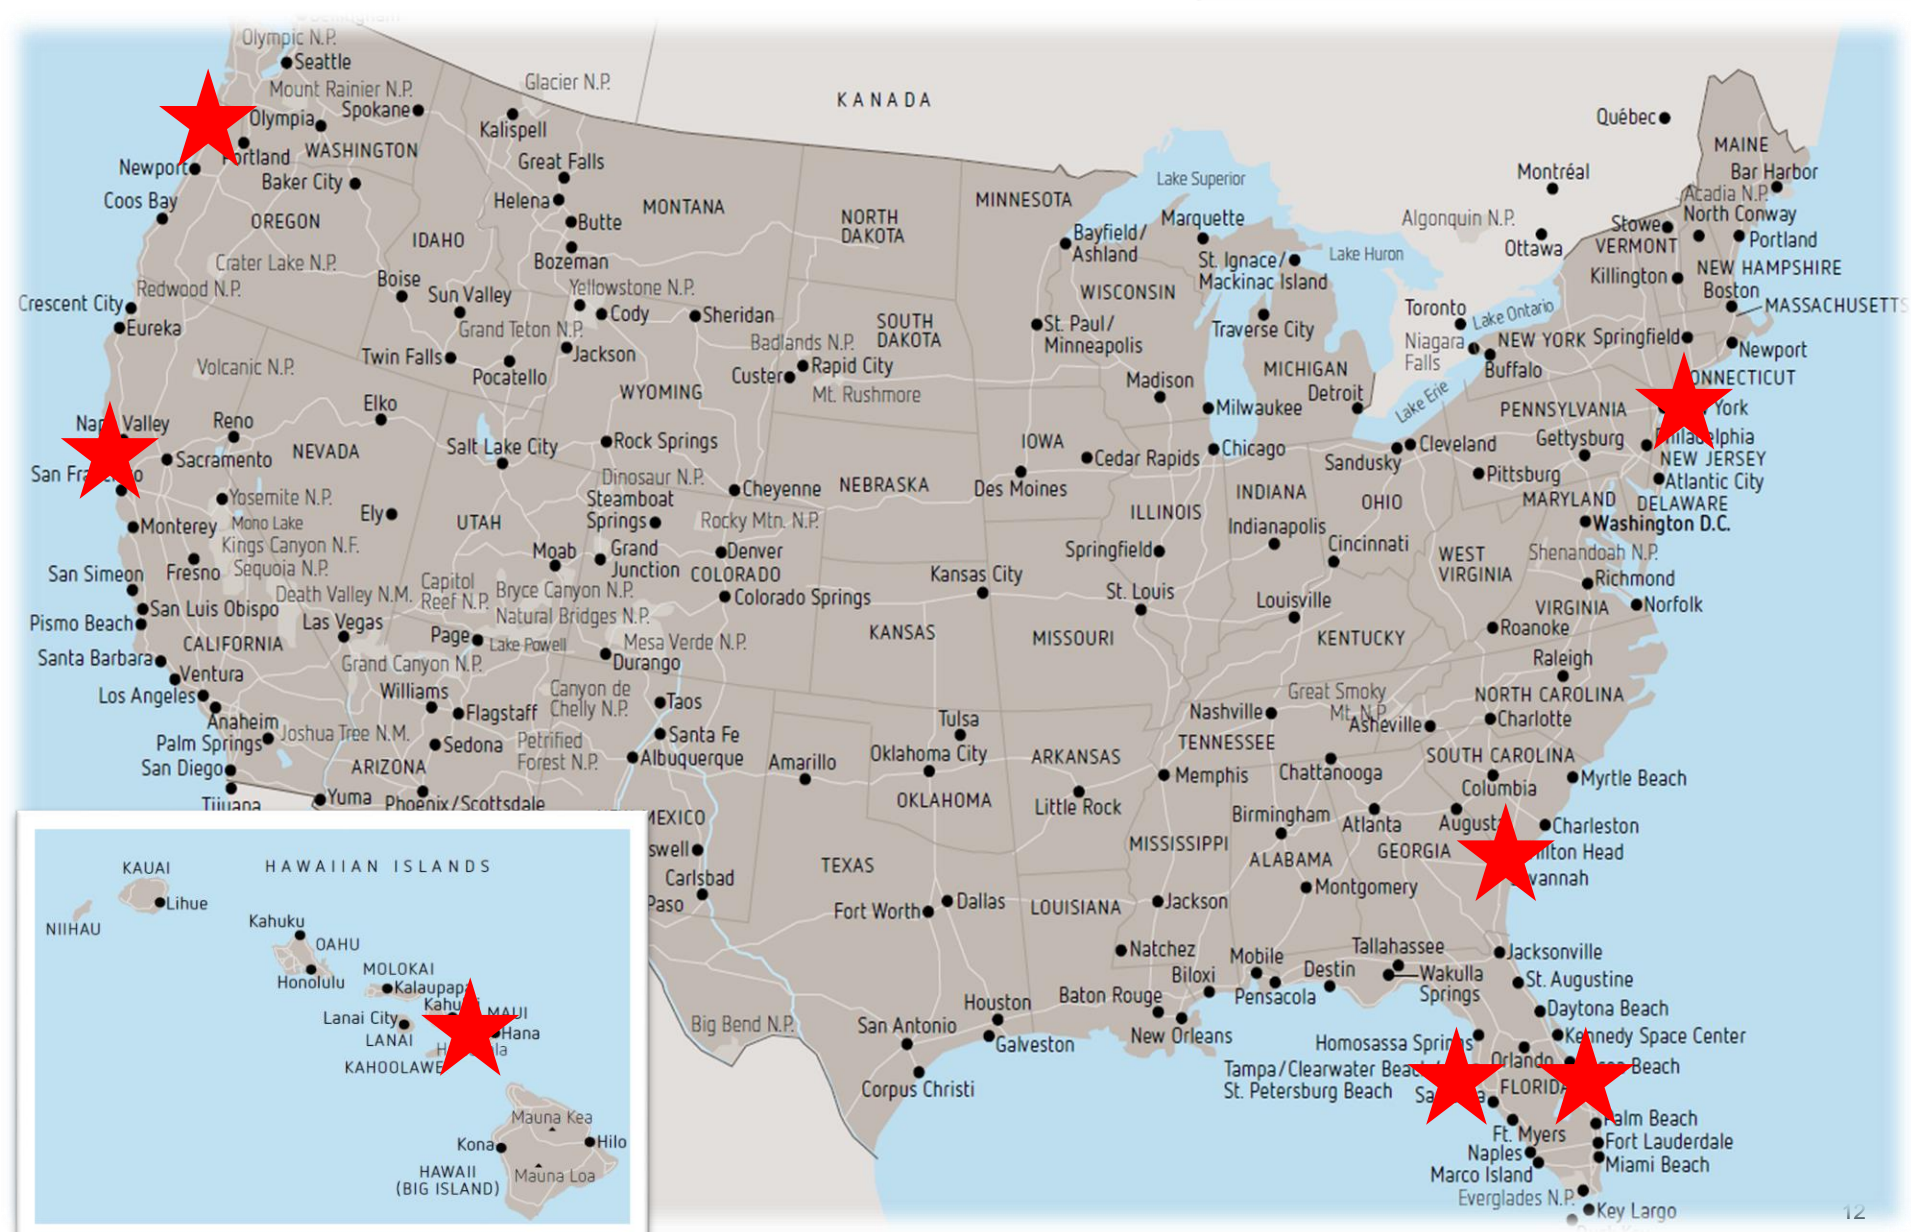 Olympic N.P.
Seattle
Mount Rainier N.P.
Spokane
Olympia
Portland
WASHINGTON
Newport
Baker City
Coos Bay
OREGON
IDAHO
Crater Lake N.P.
Redwood N.P.
Boise
Sun Valley
Crescent City
Eureka
Grand Teton N.P.
Volcanic N.P.
Twin Falls
Pocatello
Glacier N.P.
Kalispell
Great Falls
Helena
Butte
MONTANA
Bozeman
Yellowstone N.P.
Cody
Sheridan
Jackson
WYOMING
KANADA
NORTH
DAKOTA
SOUTH
DAKOTA
Badlands N.P.
Rapid City
Custer
Mt. Rushmore
MINNESOTA
Bayfield/
Ashland
Lake Superior
Marquette
St. Ignace/
Mackinac Island
Lake Huron
WISCONSIN
St. Paul/
Minneapolis
Traverse City
MICHIGAN
Madison
Detroit
Milwaukee
Québec
Montréal
Algonquin N.P.
Ottawa
Toronto
Lake Ontario
Niagara
Falls
Buffalo
Lake Erie
MAINE
Bar Harbor
Acadia N.P.
North Conway
Stowe
VERMONT
Portland
Killington
NEW HAMPSHIRE
Boston
MASSACHUSETTS
NEW YORK
Springfield
Newport
ONNECTICUT
PENNSYLVANIA
York
Gettysburg
Philadelphia
NEW JERSEY
Atlantic City
Pittsburg
MARYLAND
DELAWARE
Washington D.C.
Shenandoah N.P.
Richmond
VIRGINIA
Norfolk
Roanoke
WEST
VIRGINIA
Napa Valley
Reno
Elko
NEVADA
Sacramento
San Francisco
Yosemite N.P.
Mono Lake
Monterey
Kings Canyon N.F.
Sequoia N.P.
Fresno
San Simeon
Death Valley N.M.
San Luis Obispo
Pismo Beach
Las Vegas
CALIFORNIA
Santa Barbara
Ventura
Los Angeles
Anaheim
Palm Springs
Joshua Tree N.M.
San Diego
Tijuana
Yuma
Ely
UTAH
Salt Lake City
Rock Springs
Dinosaur N.P.
Steamboat
Springs
Cheyenne
Rocky Mtn. N.P.
Moab
Grand
Junction
Denver
COLORADO
Colorado Springs
Capitol
Reef N.P.
Bryce Canyon N.P.
Natural Bridges N.P.
Page
Lake Powell
Mesa Verde N.P.
Durango
Grand Canyon N.P.
Williams
Flagstaff
Canyon de
Chelly N.P.
Taos
Sedona
Petrified
Forest N.P.
Santa Fe
Albuquerque
ARIZONA
Phoenix/Scottsdale
MEXICO
swell
Carlsbad
Paso
NEBRASKA
IOWA
Cedar Rapids
Des Moines
Chicago
Sandusky
Cleveland
INDIANA
OHIO
ILLINOIS
Indianapolis
Springfield
Cincinnati
Kansas City
St. Louis
Louisville
KANSAS
MISSOURI
KENTUCKY
Raleigh
Great Smoky
Mt. N.P.
NORTH CAROLINA
Nashville
Asheville
Charlotte
TENNESSEE
Tulsa
Oklahoma City
Amarillo
OKLAHOMA
ARKANSAS
Memphis
Chattanooga
SOUTH CAROLINA
Columbia
Myrtle Beach
Little Rock
Birmingham
Atlanta
Augusta
Charleston
MISSISSIPPI
ALABAMA
GEORGIA
ilton Head
vannah
TEXAS
Montgomery
Fort Worth
Dallas
LOUISIANA
Jackson
Natchez
Mobile
Tallahassee
Jacksonville
Biloxi
Destin
Wakulla
Springs
St. Augustine
Pensacola
Houston
Baton Rouge
New Orleans
Daytona Beach
Big Bend N.P.
San Antonio
Galveston
Homosassa Springs
Kennedy Space Center
Orlando
Beach
Tampa/Clearwater Beach
St. Petersburg Beach
FLORIDA
Corpus Christi
Palm Beach
Ft. Myers
Fort Lauderdale
Naples
Miami Beach
Marco Island
Everglades N.P.
Key Largo
HAWAIIAN ISLANDS
KAUAI
Lihue
NIIHAU
Kahuku
OAHU
Honolulu
MOLOKAI
Kalaupapa
Lanai City
LANAI
MAUI
Hana
KAHOOLAWE
Mauna Kea
Kona
Hilo
HAWAII
(BIG ISLAND)
Mauna Loa
12